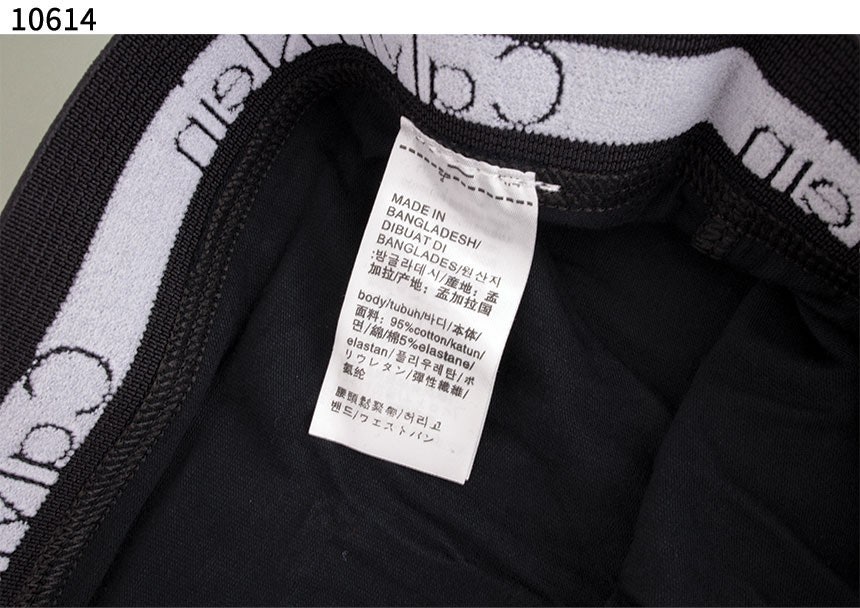 10614
Calvin Klein
MADE IN
BANGLADESH/
DIBUAT DI
BANGLADES/원산지
:방글라데시/產地：孟
加拉/产地：孟加拉国
body/tubuh/바디/本体/
面料：95%cotton/katun/
면/綿/棉5%elastane/
elastan/폴리우레탄/ポ
リウレタン/彈性纖維/
氨纶
腰頭鬆緊帶/허리고
밴드/ウエストバン